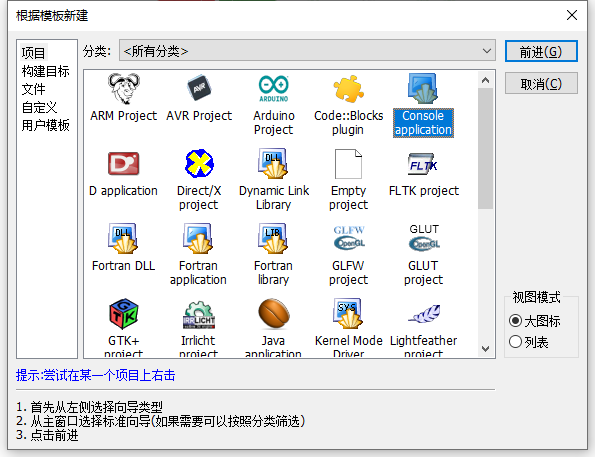 根据模板新建
项目
构建目标
文件
自定义
用户模板
分类: <所有分类>
前进(G)
取消(C)
ARM Project
AVR
AVR Project
ARDUINO
Arduino
Project
Code::Blocks
plugin
Console
application
D
D application
Direct/X
project
DLL
Dynamic Link
Library
Empty
project
FLTK
FLTK project
DLL
Fortran DLL
Fortran
application
LIB
Fortran
library
GLFW
OpenGL
GLFW
project
GLUT
OpenGL
GLUT
project
GTK
GTK+
project
IRRLICHT
Irrlicht
project
Java
application
SYS
Kernel Mode
Driver
Lightfeather
project
视图模式
大图标
列表
提示:尝试在某一个项目上右击
1. 首先从左侧选择向导类型
2. 从主窗口选择标准向导(如果需要可以按照分类筛选)
3. 点击前进